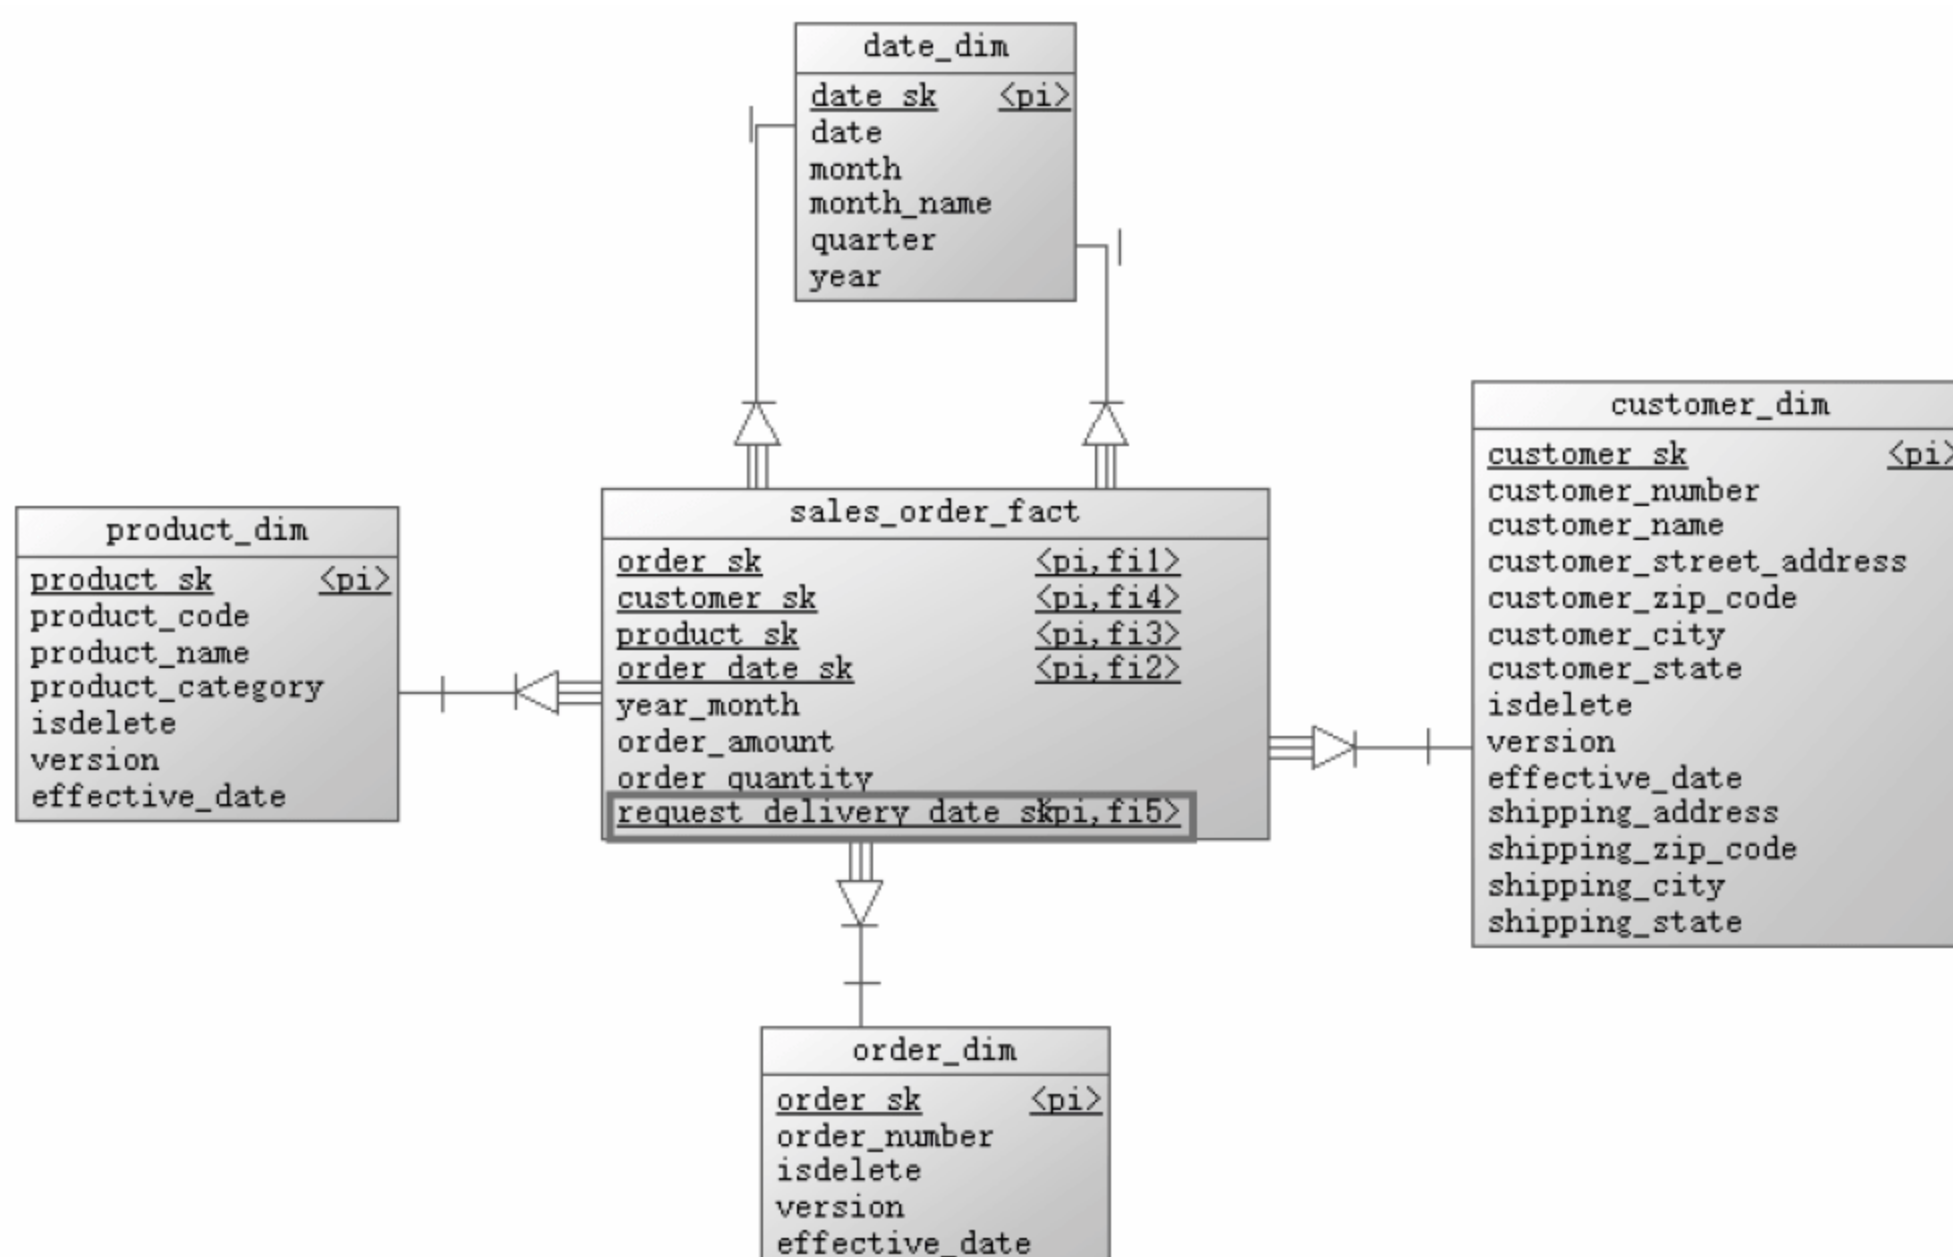 date_dim
date_sk <pi>
date
month
month_name
quarter
year
product_dim
product_sk <pi>
product_code
product_name
product_category
isdelete
version
effective_date
sales_order_fact
order_sk <pi,fi1>
customer_sk <pi,fi4>
product_sk <pi,fi3>
order_date_sk <pi,fi2>
year_month
order_amount
order_quantity
request_delivery_date_sk <pi,fi5>
customer_dim
customer_sk <pi>
customer_number
customer_name
customer_street_address
customer_zip_code
customer_city
customer_state
isdelete
version
effective_date
shipping_address
shipping_zip_code
shipping_city
shipping_state
order_dim
order_sk <pi>
order_number
isdelete
version
effective_date